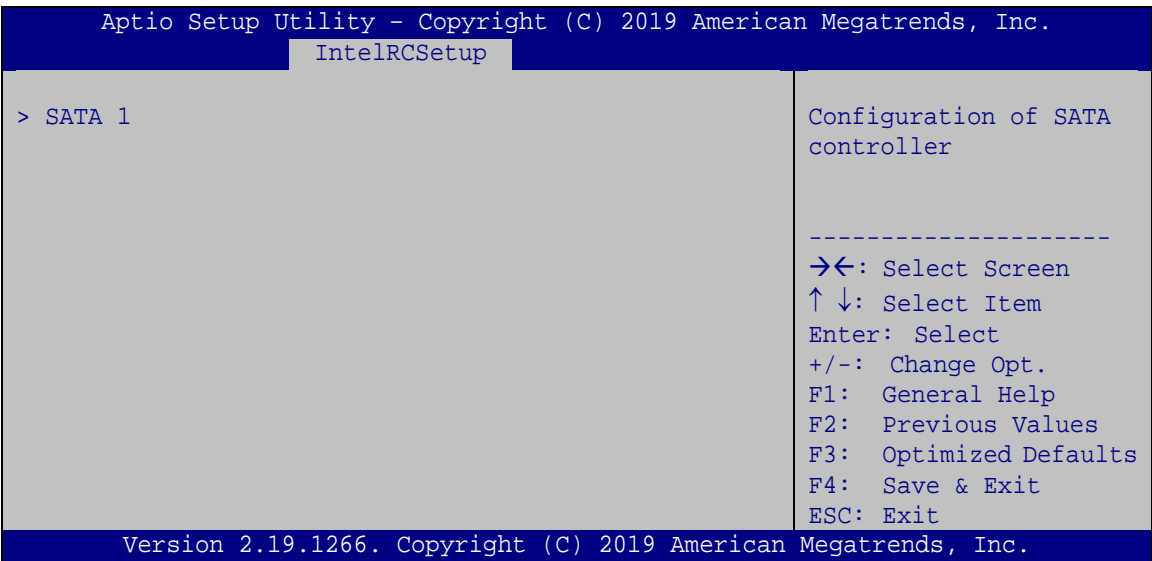 Aptio Setup Utility – Copyright (C) 2019 American Megatrends, Inc.
IntelRCSetup
> SATA 1
Configuration of SATA
controller
---------------------
→←: Select Screen
↑ ↓: Select Item
Enter: Select
+/-: Change Opt.
F1: General Help
F2: Previous Values
F3: Optimized Defaults
F4: Save & Exit
ESC: Exit
Version 2.19.1266. Copyright (C) 2019 American Megatrends, Inc.